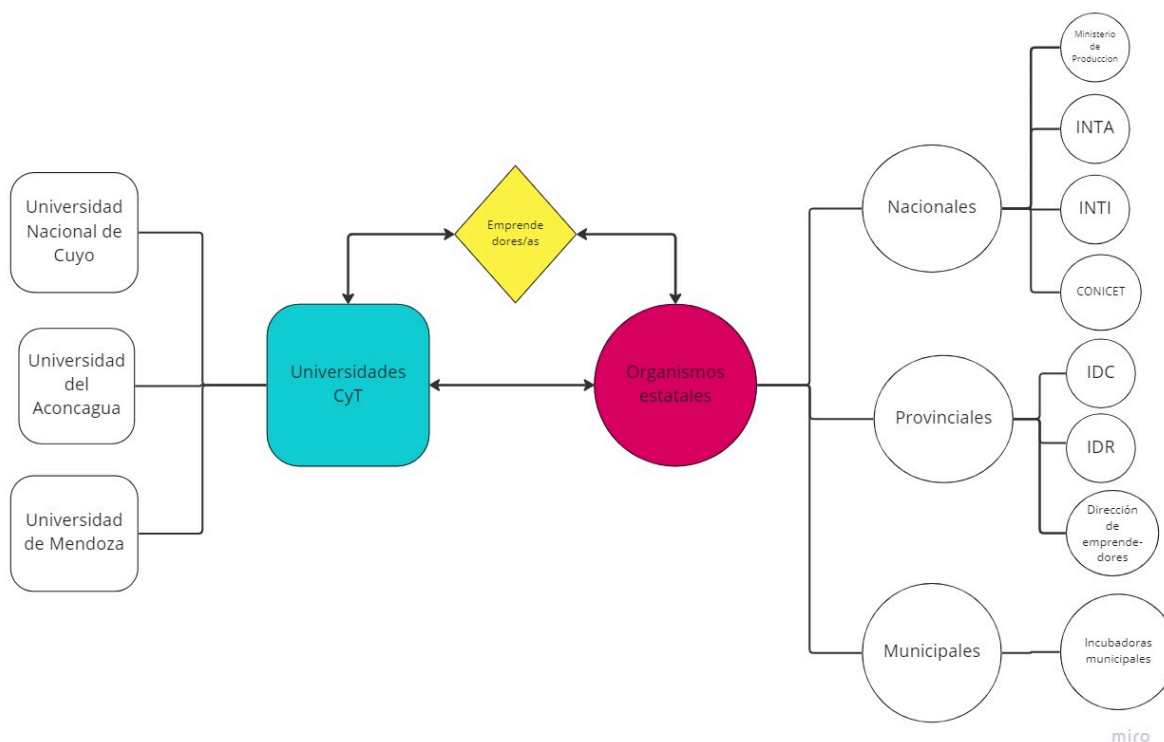 Universidad
Nacional de
Cuyo
Universidad
del
Aconcagua
Universidad
de Mendoza
Universidades
CyT
Emprende
dores/as
Organismos
estatales
Nacionales
Ministerio
de
Produccion
INTA
INTI
CONICET
Provinciales
IDC
IDR
Dirección
de
emprende-
dores
Municipales
Incubadoras
municipales
miro